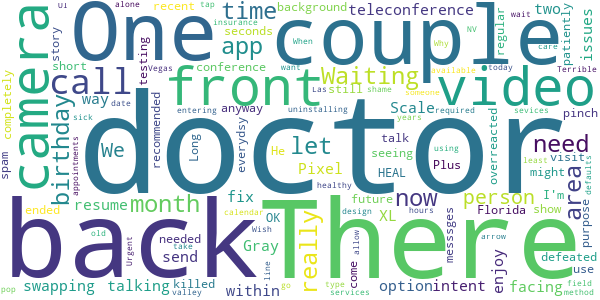 One couple
UI alone tap recent background time teleconference two
insurance seconds app conference story
camera call front video
short testing Waiting still patiently issues regular
completely spam birthday way date
When Las Vegas Why NV want available today wait Terrible care someone shame
doctor
We recommended anyway Long everydsy let Scale required talk HEAL need pinch
entering uninstalling He Pixel seeing Plus overreacted visit area
sick appointments years using healthy might I'm least defaults
back There
month resume fix now XL person Florida show purpose
ended old needed OK Gray future design hours messages enjoy facing defeated use
Urgent send take calendar Wish really come allow arrow
swapping talking killed within option intent field method
pop valley line go type services sevices